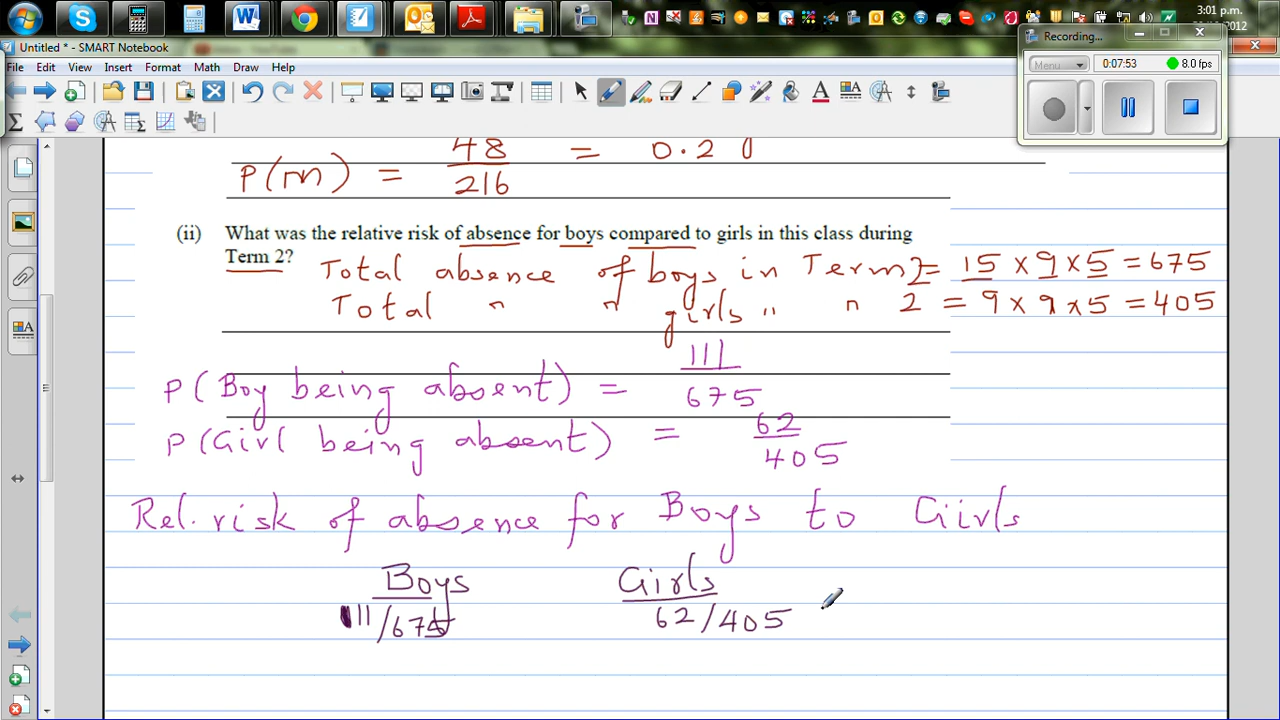 3:01 p.m.
Untitled * - SMART Notebook
Recording...
File Edit View Insert Format Math Draw Help
Menu 0:07:53 8.0 fps
P(m) = 48/216 = 0.2
(ii) What was the relative risk of absence for boys compared to girls in this class during
Term 2?
Total absence of boys in Term 2 = 15 × 9 × 5 = 675
Total " " girls " " 2 = 9 × 9 × 5 = 405
P(Boy being absent) = 111/675
P(Girl being absent) = 62/405
Rel. risk of absence for Boys to Girls
Boys Girls
111/675 62/405